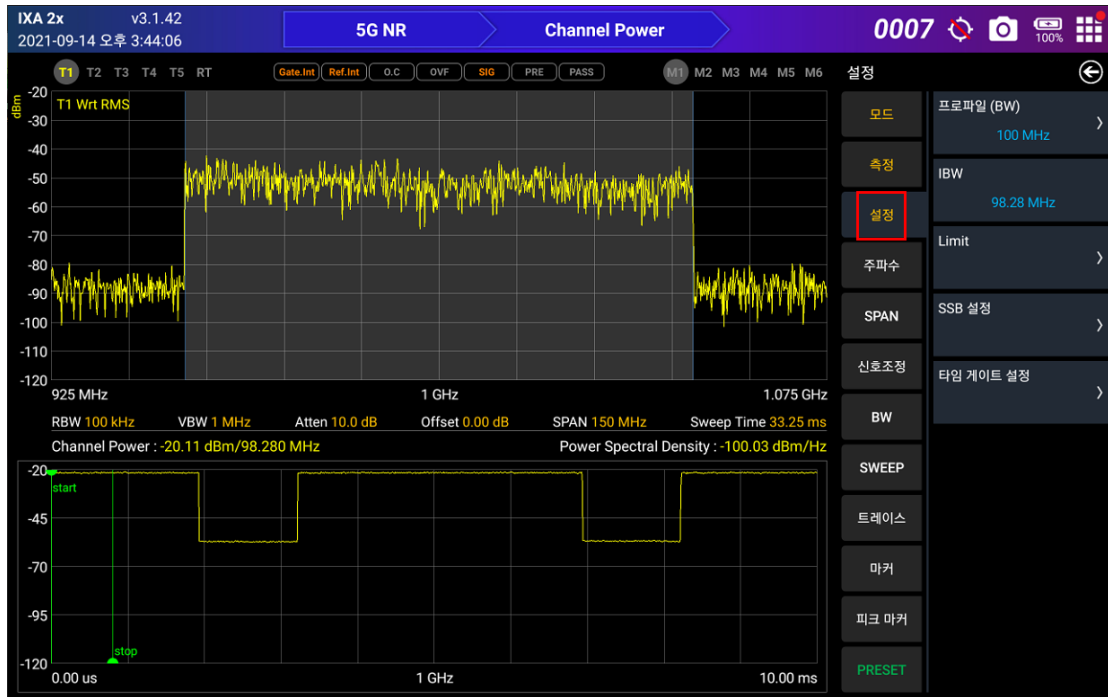 IXA 2x v3.1.42
2021-09-14 오후 3:44:06
5G NR
Channel Power
0007
100%
T1 T2 T3 T4 T5 RT
Gate.Int Ref.Int O.C OVF SIG PRE PASS
M1 M2 M3 M4 M5 M6
dBm
T1 Wrt RMS
-20
-30
-40
-50
-60
-70
-80
-90
-100
-110
-120
925 MHz 1 GHz 1.075 GHz
RBW 100 kHz VBW 1 MHz Atten 10.0 dB Offset 0.00 dB SPAN 150 MHz Sweep Time 33.25 ms
Channel Power : -20.11 dBm/98.280 MHz Power Spectral Density : -100.03 dBm/Hz
-20
start
-45
-70
-95
stop
-120
0.00 us 1 GHz 10.00 ms
설정
모드
측정
설정
주파수
SPAN
신호조정
BW
SWEEP
트레이스
마커
피크 마커
PRESET
프로파일 (BW)
100 MHz
IBW
98.28 MHz
Limit
SSB 설정
타임 게이트 설정